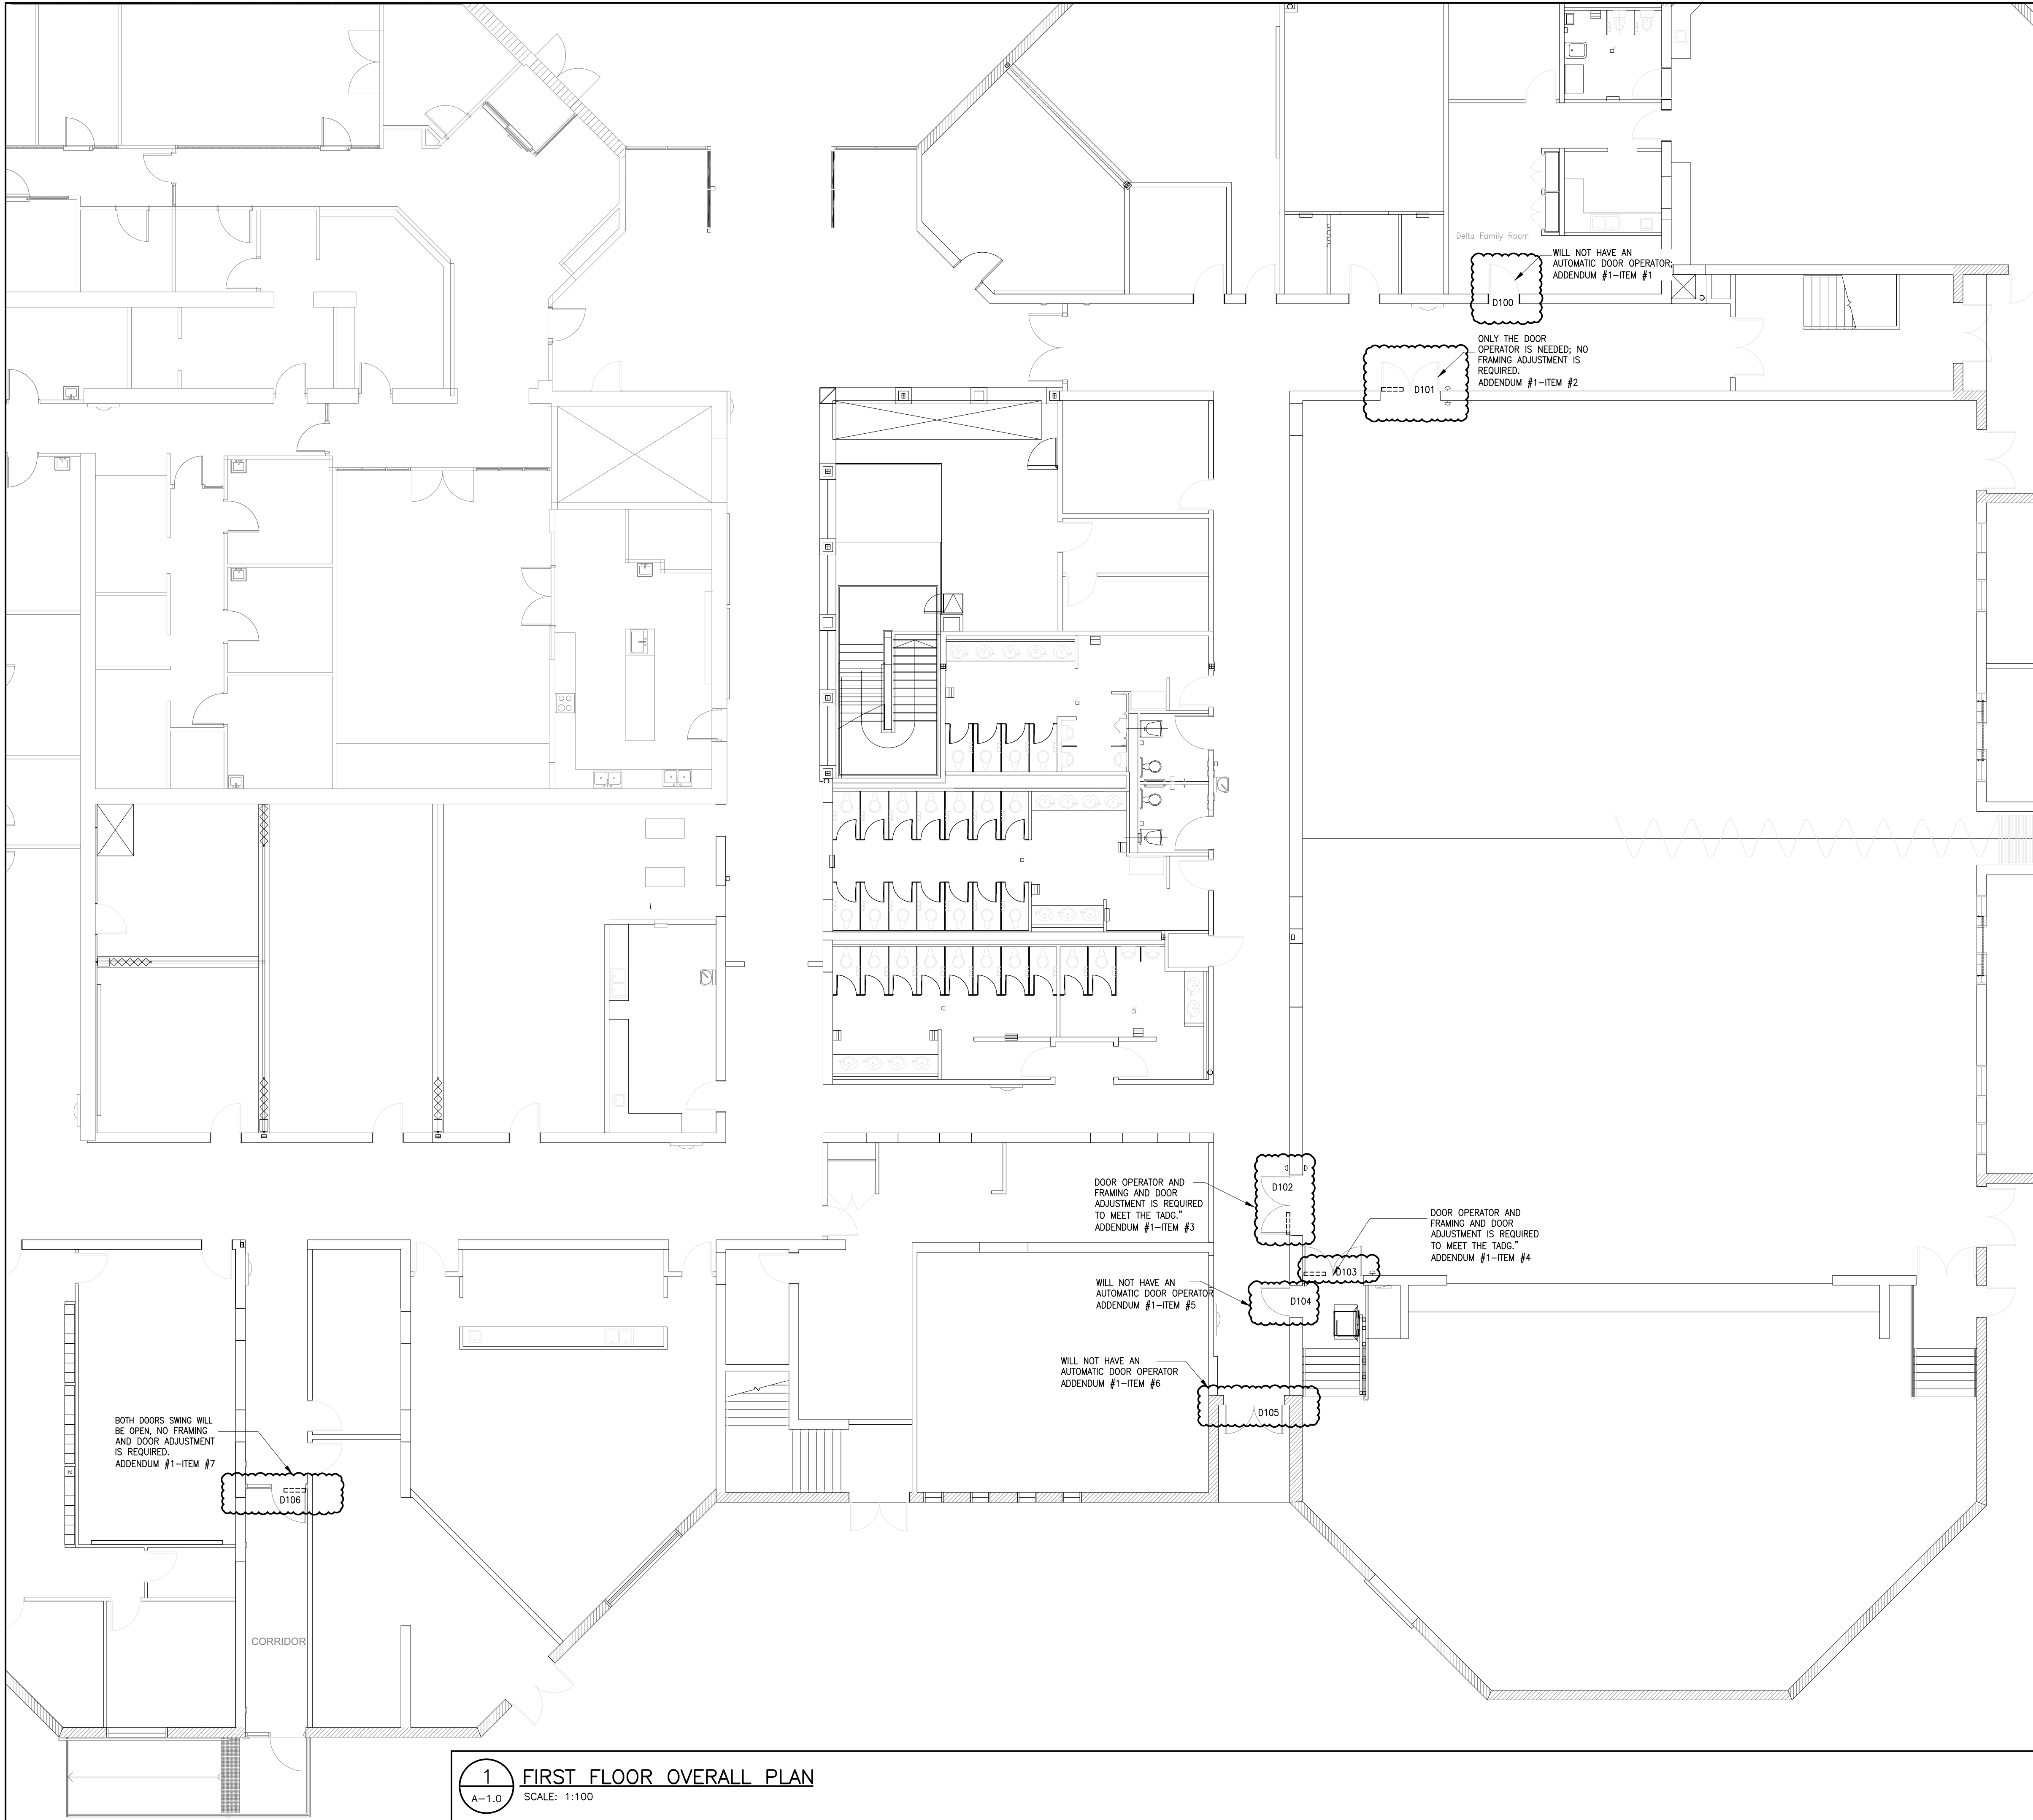 Delta Family Room
WILL NOT HAVE AN
AUTOMATIC DOOR OPERATOR;
ADDENDUM #1-ITEM #1
D100
ONLY THE DOOR
OPERATOR IS NEEDED; NO
FRAMING ADJUSTMENT IS
REQUIRED.
ADDENDUM #1-ITEM #2
D101
DOOR OPERATOR AND
FRAMING AND DOOR
ADJUSTMENT IS REQUIRED
TO MEET THE TADG."
ADDENDUM #1-ITEM #3
D102
DOOR OPERATOR AND
FRAMING AND DOOR
ADJUSTMENT IS REQUIRED
TO MEET THE TADG."
ADDENDUM #1-ITEM #4
D103
WILL NOT HAVE AN
AUTOMATIC DOOR OPERATOR
ADDENDUM #1-ITEM #5
D104
WILL NOT HAVE AN
AUTOMATIC DOOR OPERATOR
ADDENDUM #1-ITEM #6
D105
BOTH DOORS SWING WILL
BE OPEN, NO FRAMING
AND DOOR ADJUSTMENT
IS REQUIRED.
ADDENDUM #1-ITEM #7
D106
CORRIDOR
1
A-1.0
FIRST FLOOR OVERALL PLAN
SCALE: 1:100